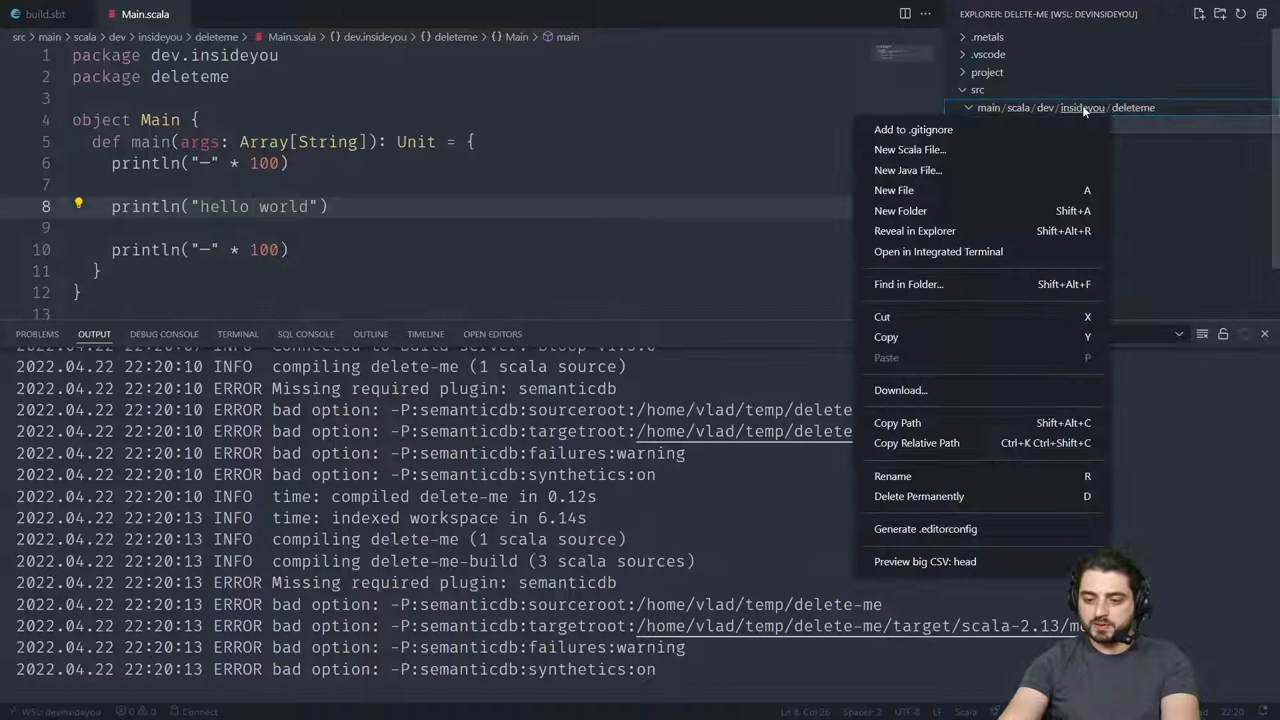 build.sbt
Main.scala
src > main > scala > dev > insideyou > deleteme > Main.scala > {} dev.insideyou > {} deleteme > Main > main
1 package dev.insideyou
2 package deleteme
3
4 object Main {
5 def main(args: Array[String]): Unit = {
6 println("—" * 100)
7
8 println("hello world")
9
10 println("—" * 100)
11 }
12 }
13
EXPLORER: DELETE-ME [WSL: DEVINSIDEYOU]
.metals
.vscode
project
src
main / scala / dev / insideyou / deleteme
Add to .gitignore
New Scala File...
New Java File...
New File A
New Folder Shift+A
Reveal in Explorer Shift+Alt+R
Open in Integrated Terminal
Find in Folder... Shift+Alt+F
Cut X
Copy Y
Paste P
Download...
Copy Path Shift+Alt+C
Copy Relative Path Ctrl+K Ctrl+Shift+C
Rename R
Delete Permanently D
Generate .editorconfig
Preview big CSV: head
PROBLEMS OUTPUT DEBUG CONSOLE TERMINAL SQL CONSOLE OUTLINE TIMELINE OPEN EDITORS
2022.04.22 22:20:10 INFO compiling delete-me (1 scala source)
2022.04.22 22:20:10 ERROR Missing required plugin: semanticdb
2022.04.22 22:20:10 ERROR bad option: -P:semanticdb:sourceroot:/home/vlad/temp/delete
2022.04.22 22:20:10 ERROR bad option: -P:semanticdb:targetroot:/home/vlad/temp/delete
2022.04.22 22:20:10 ERROR bad option: -P:semanticdb:failures:warning
2022.04.22 22:20:10 ERROR bad option: -P:semanticdb:synthetics:on
2022.04.22 22:20:10 INFO time: compiled delete-me in 0.12s
2022.04.22 22:20:13 INFO time: indexed workspace in 6.14s
2022.04.22 22:20:13 INFO compiling delete-me (1 scala source)
2022.04.22 22:20:13 INFO compiling delete-me-build (3 scala sources)
2022.04.22 22:20:13 ERROR Missing required plugin: semanticdb
2022.04.22 22:20:13 ERROR bad option: -P:semanticdb:sourceroot:/home/vlad/temp/delete-me
2022.04.22 22:20:13 ERROR bad option: -P:semanticdb:targetroot:/home/vlad/temp/delete-me/target/scala-2.13/m
2022.04.22 22:20:13 ERROR bad option: -P:semanticdb:failures:warning
2022.04.22 22:20:13 ERROR bad option: -P:semanticdb:synthetics:on
WSL: devinsideyou 0 0 Connect Ln 8, Col 26 Spaces: 2 UTF-8 LF Scala 22:20